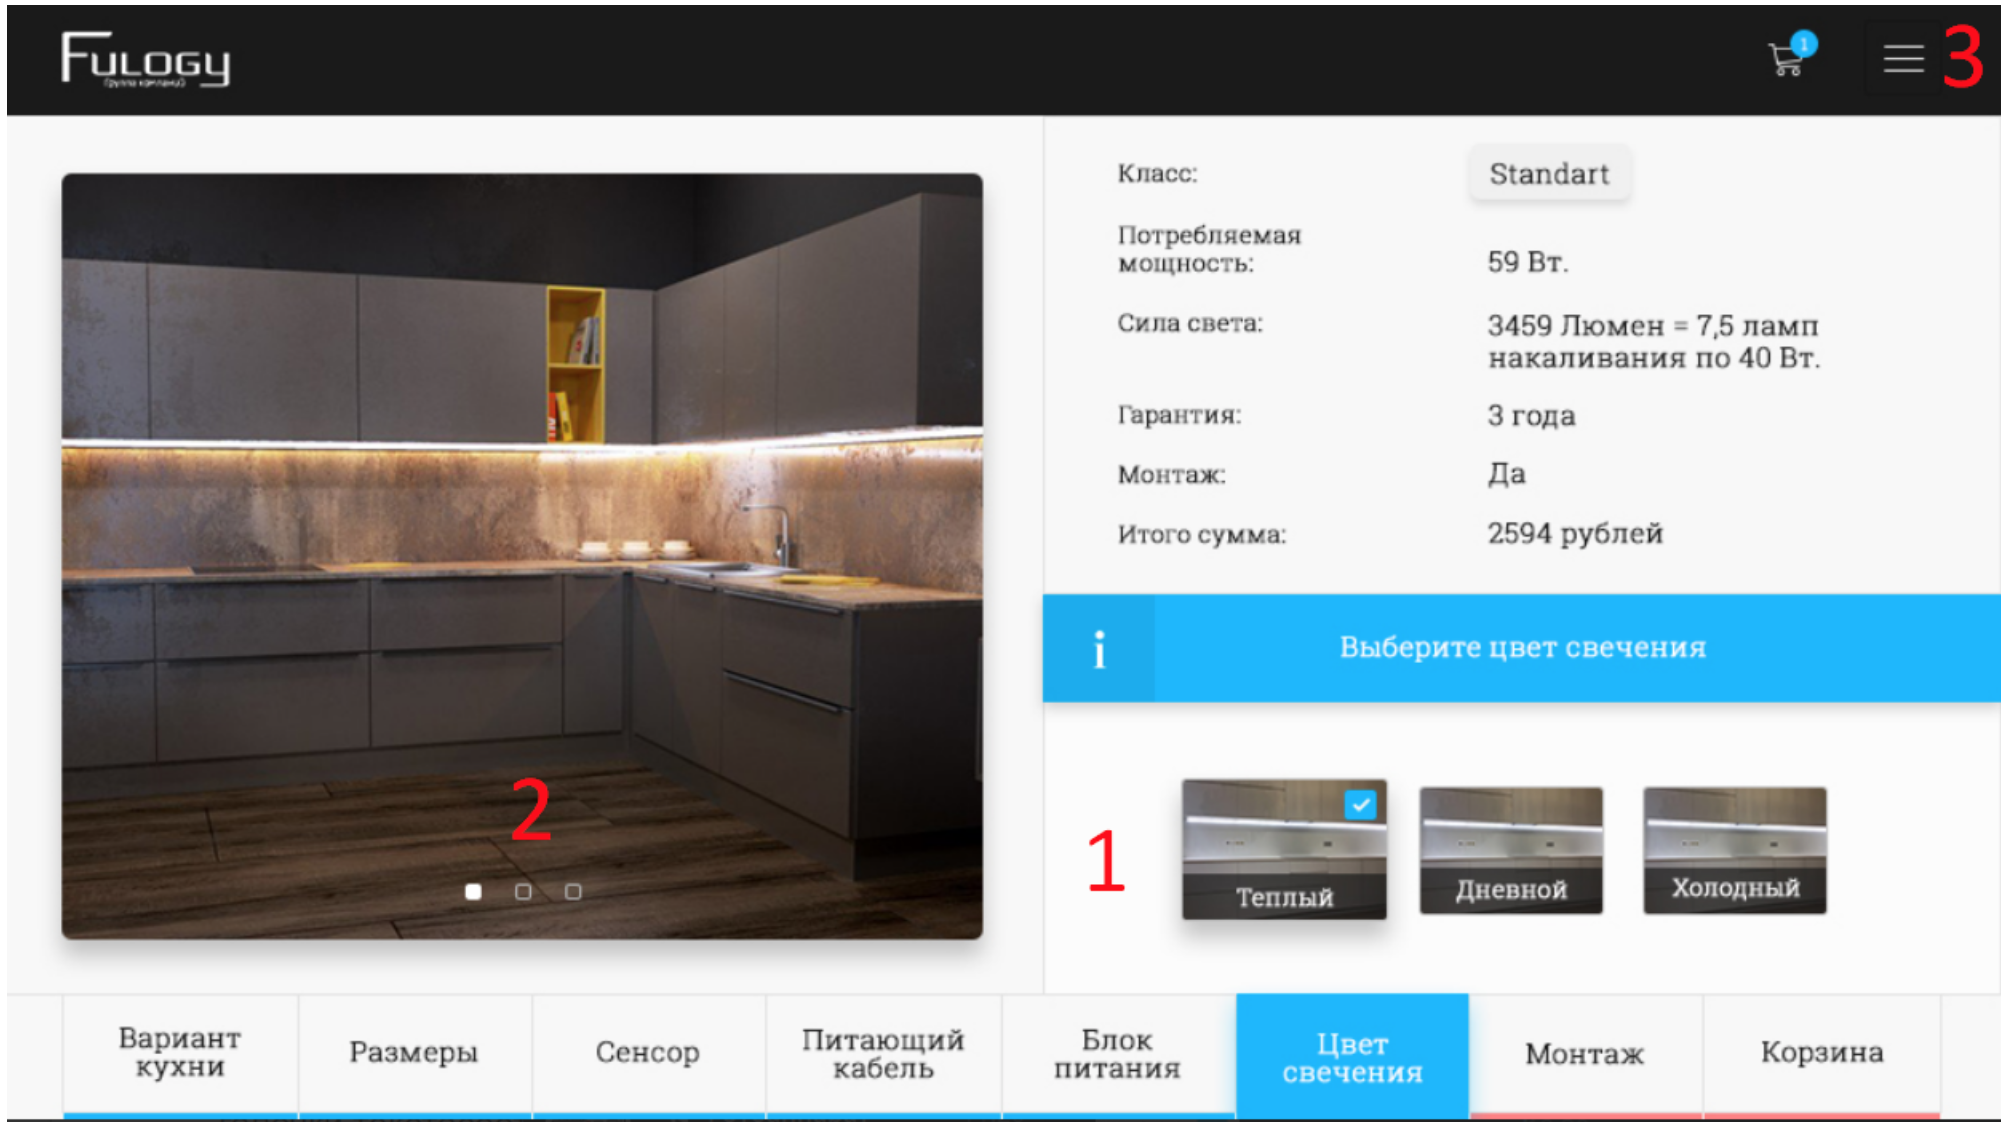 FULOGY
Группа компаний
1
3
Класс:
Standart
Потребляемая
мощность:
59 Вт.
Сила света:
3459 Люмен = 7,5 ламп
накаливания по 40 Вт.
Гарантия:
3 года
Монтаж:
Да
Итого сумма:
2594 рублей
i
Выберите цвет свечения
2
1
Теплый
Дневной
Холодный
Вариант
кухни
Размеры
Сенсор
Питающий
кабель
Блок
питания
Цвет
свечения
Монтаж
Корзина